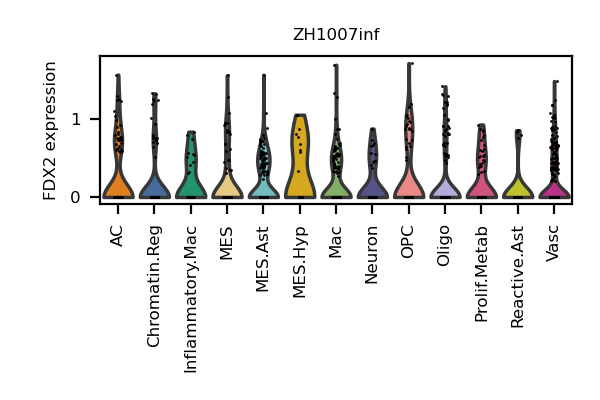 ZH1007inf
FDX2 expression
1
0
AC
Chromatin.Reg
Inflammatory.Mac
MES
MES.Ast
MES.Hyp
Mac
Neuron
OPC
Oligo
Prolif.Metab
Reactive.Ast
Vasc